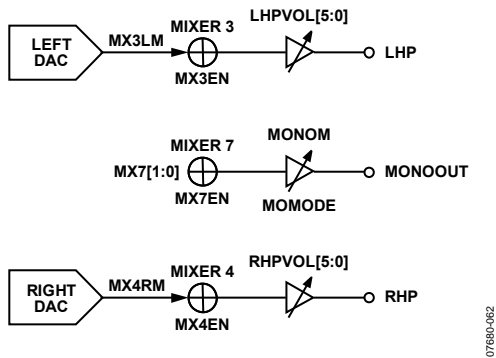 LEFT DAC
MX3LM
MIXER 3
MX3EN
LHPVOL[5:0]
LHP
MIXER 7
MX7[1:0]
MX7EN
MONOM
MOMODE
MONOOUT
RIGHT DAC
MX4RM
MIXER 4
MX4EN
RHPVOL[5:0]
RHP
07680-062